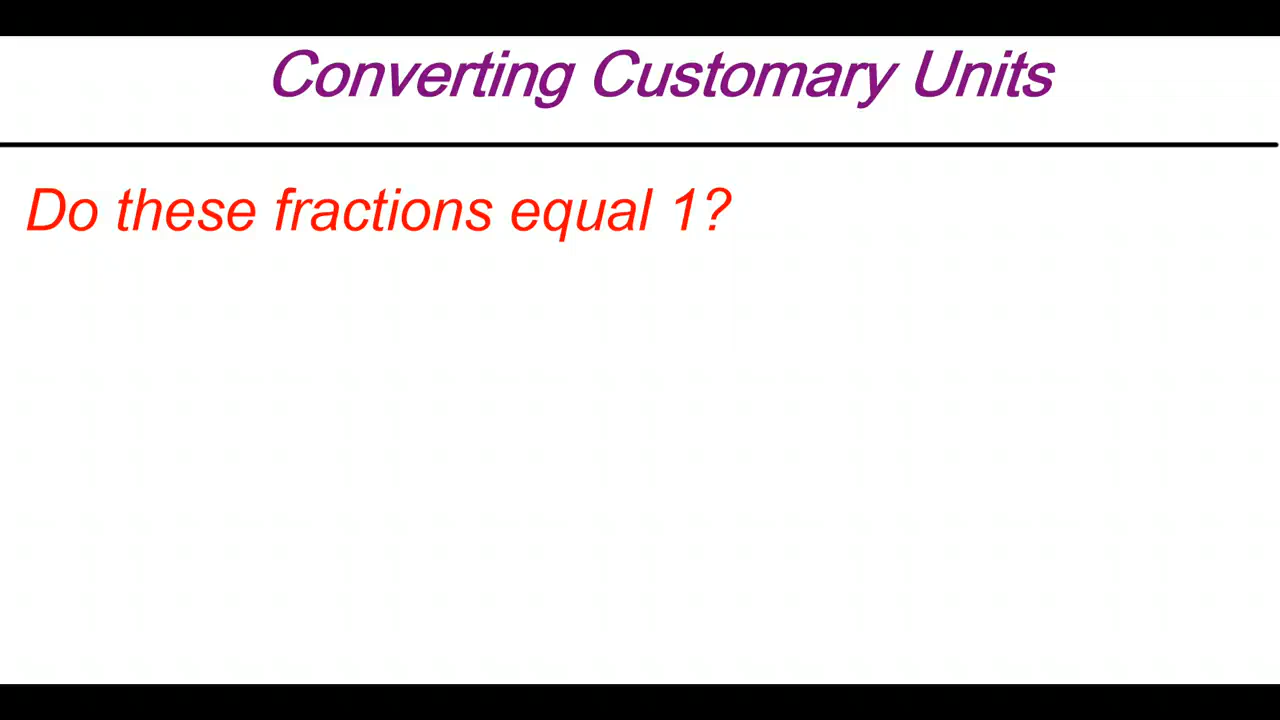 Converting Customary Units
Do these fractions equal 1?